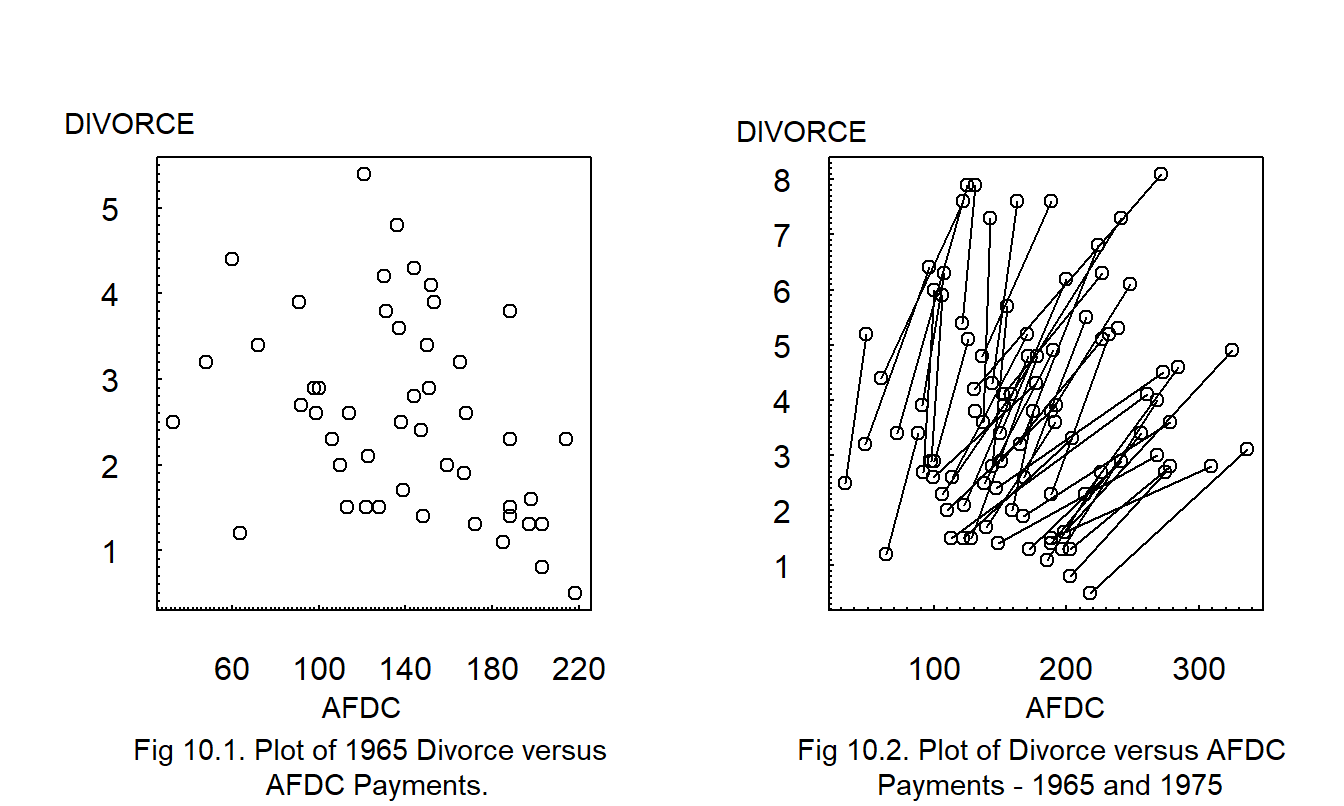 DIVORCE
5
4
3
2
1
60 100 140 180 220
AFDC
Fig 10.1. Plot of 1965 Divorce versus
AFDC Payments.
DIVORCE
8
7
6
5
4
3
2
1
100 200 300
AFDC
Fig 10.2. Plot of Divorce versus AFDC
Payments - 1965 and 1975